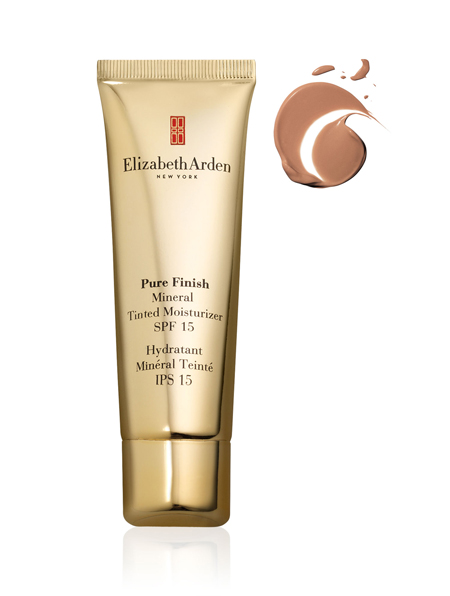 Elizabeth Arden
NEW YORK
Pure Finish
Mineral
Tinted Moisturizer
SPF 15
Hydratant
Minéral Teinté
IPS 15